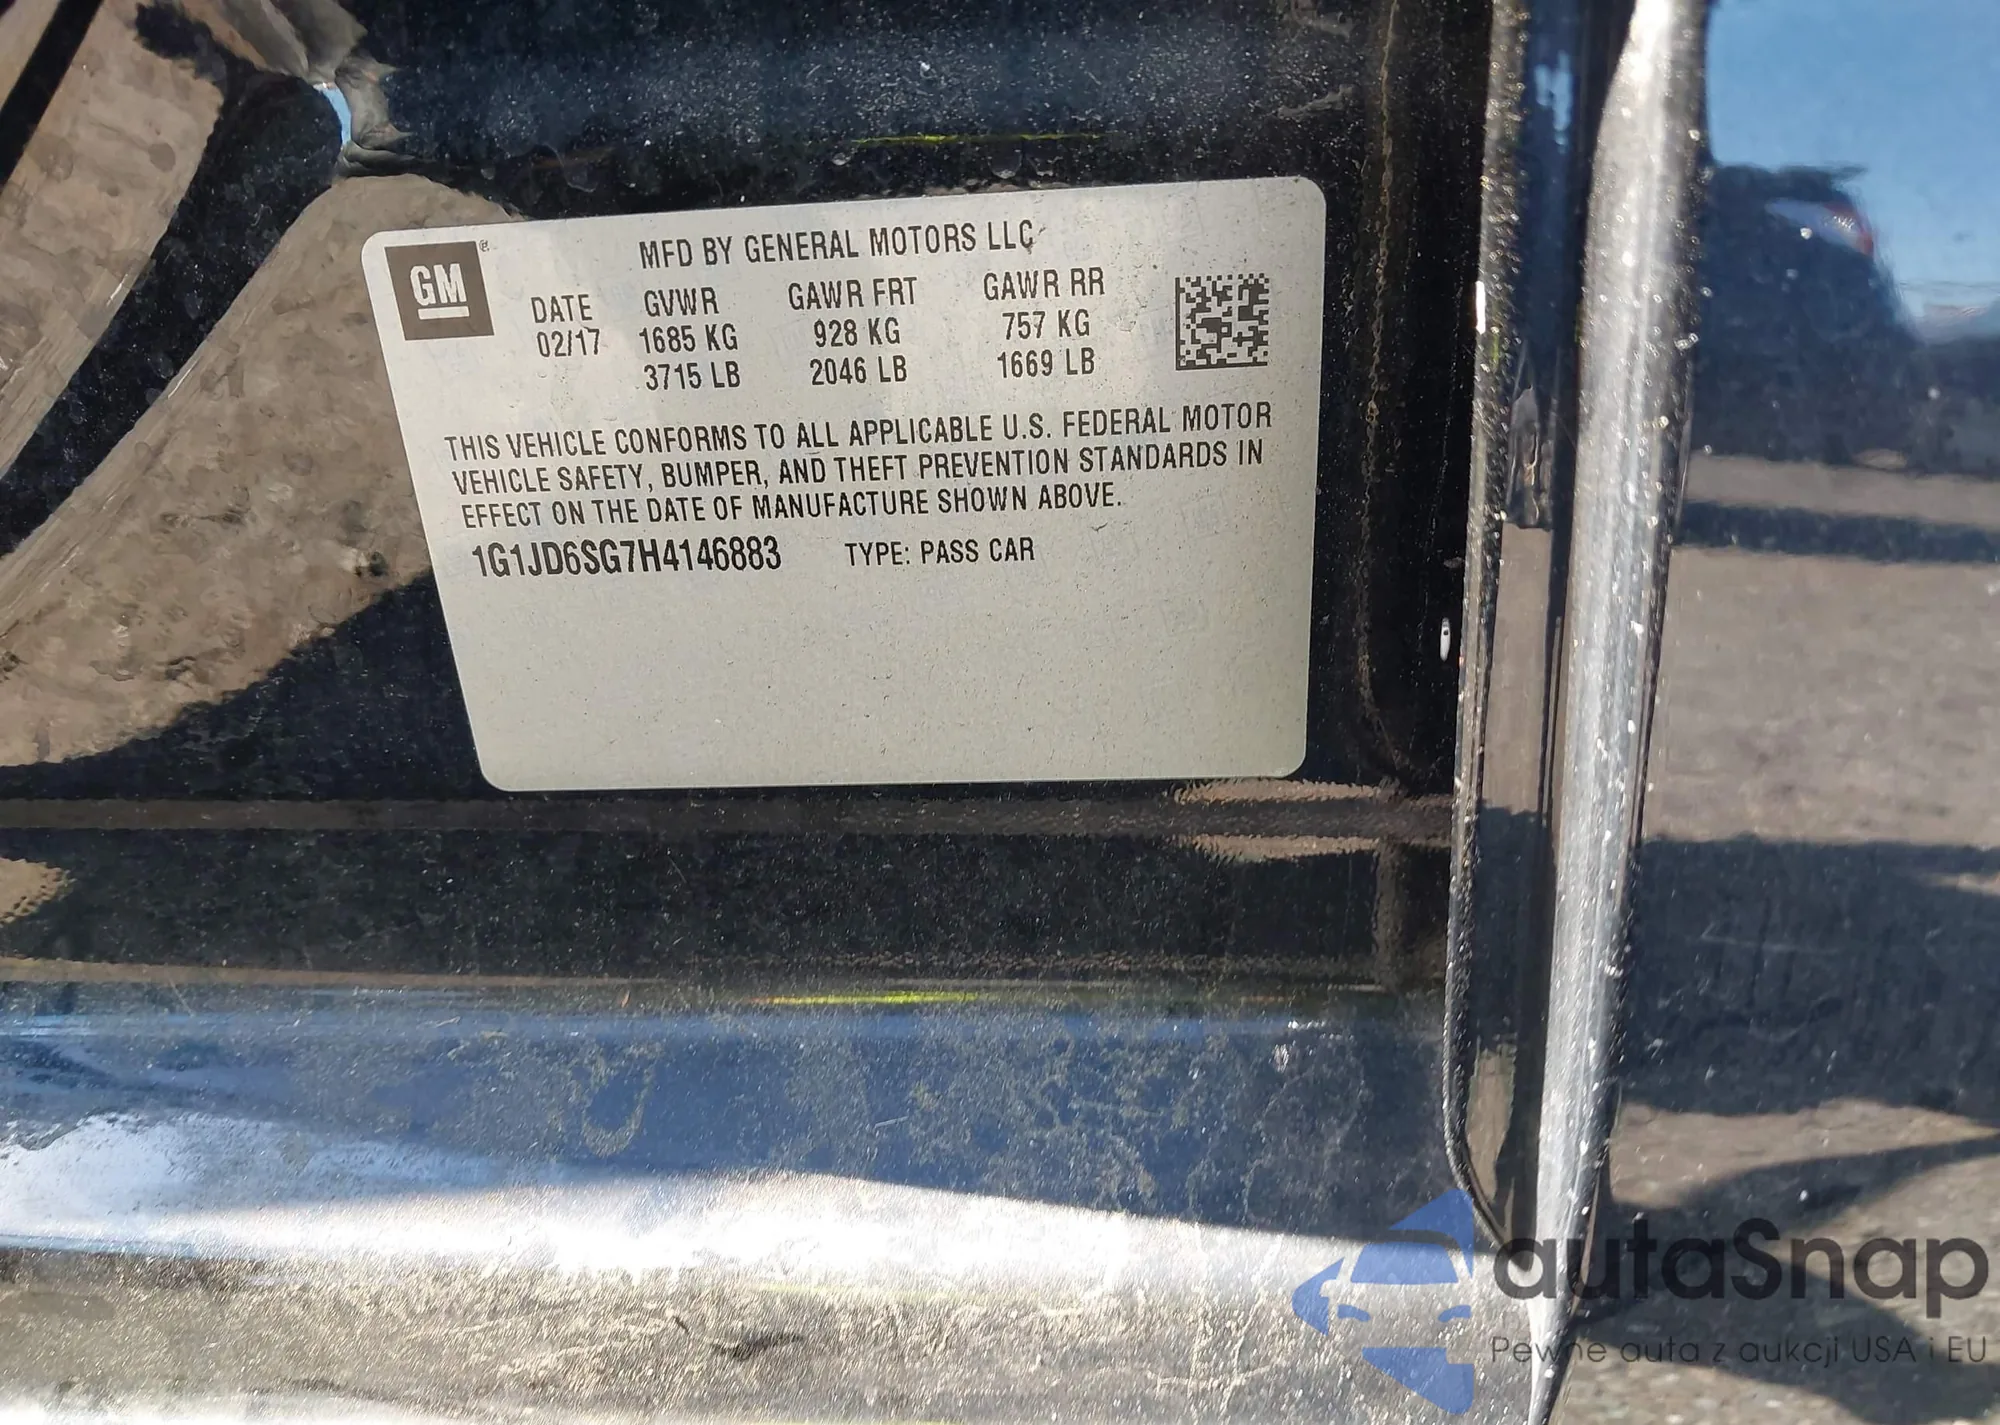 GM
MFD BY GENERAL MOTORS LLC
DATE GVWR GAWR FRT GAWR RR
02/17 1685 KG 928 KG 757 KG
3715 LB 2046 LB 1669 LB
THIS VEHICLE CONFORMS TO ALL APPLICABLE U.S. FEDERAL MOTOR
VEHICLE SAFETY, BUMPER, AND THEFT PREVENTION STANDARDS IN
EFFECT ON THE DATE OF MANUFACTURE SHOWN ABOVE.
1G1JD6SG7H4146883 TYPE: PASS CAR
autaSnap
Pewne auta z aukcji USA i EU